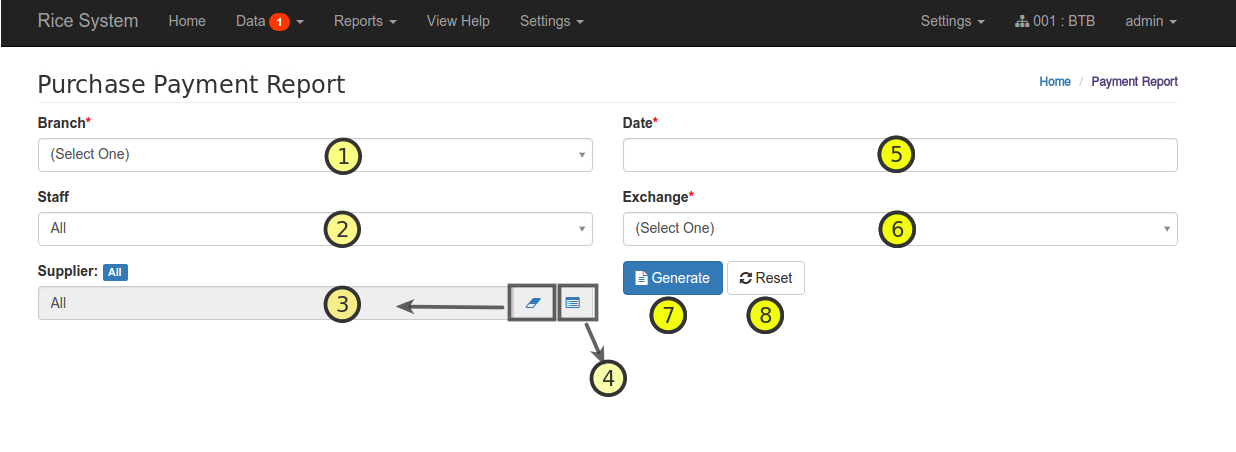 Rice System Home Data 1 Reports View Help Settings Settings 001 : BTB admin
Purchase Payment Report
Home / Payment Report
Branch*
(Select One)
1
Date*
5
Staff
All
2
Exchange*
(Select One)
6
Supplier: All
All
3
4
Generate
7
Reset
8